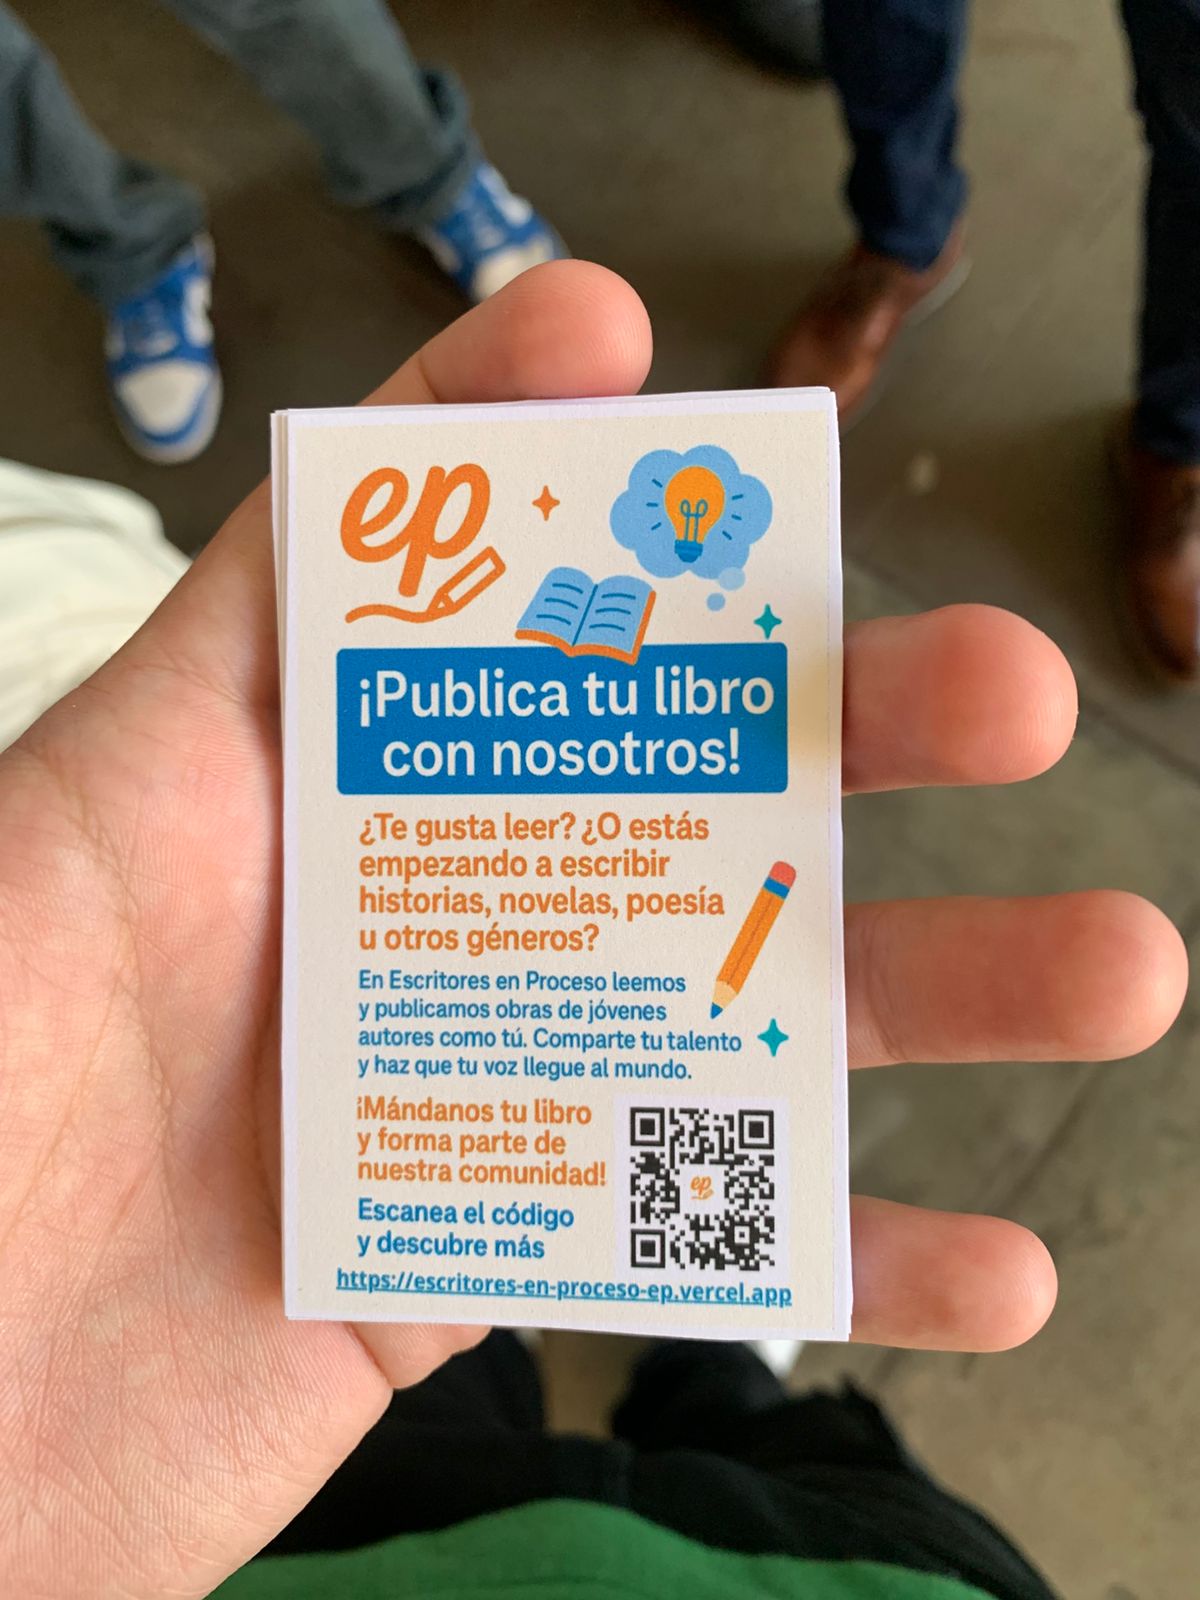 ep
¡Publica tu libro
con nosotros!
¿Te gusta leer? ¿O estás
empezando a escribir
historias, novelas, poesía
u otros géneros?
En Escritores en Proceso leemos
y publicamos obras de jóvenes
autores como tú. Comparte tu talento
y haz que tu voz llegue al mundo.
¡Mándanos tu libro
y forma parte de
nuestra comunidad!
ep
Escanea el código
y descubre más
https://escritores-en-proceso-ep.vercel.app